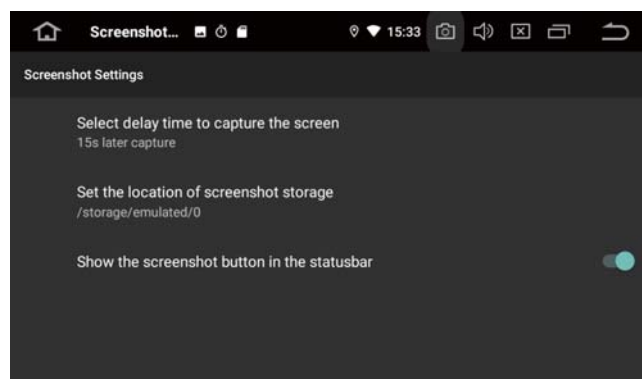 Screenshot...
15:33
Screenshot Settings
Select delay time to capture the screen
15s later capture
Set the location of screenshot storage
/storage/emulated/0
Show the screenshot button in the statusbar